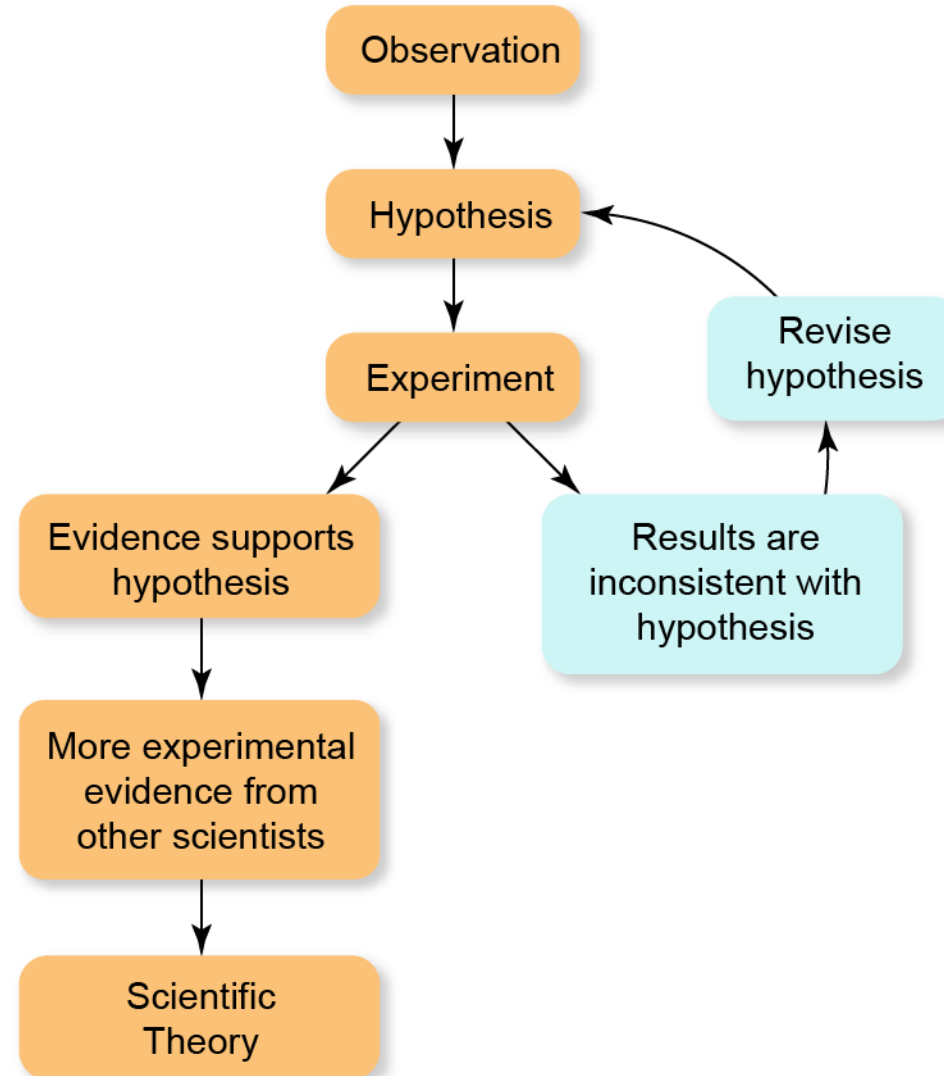 Observation
Hypothesis
Revise
hypothesis
Experiment
Evidence supports
hypothesis
Results are
inconsistent with
hypothesis
More experimental
evidence from
other scientists
Scientific
Theory